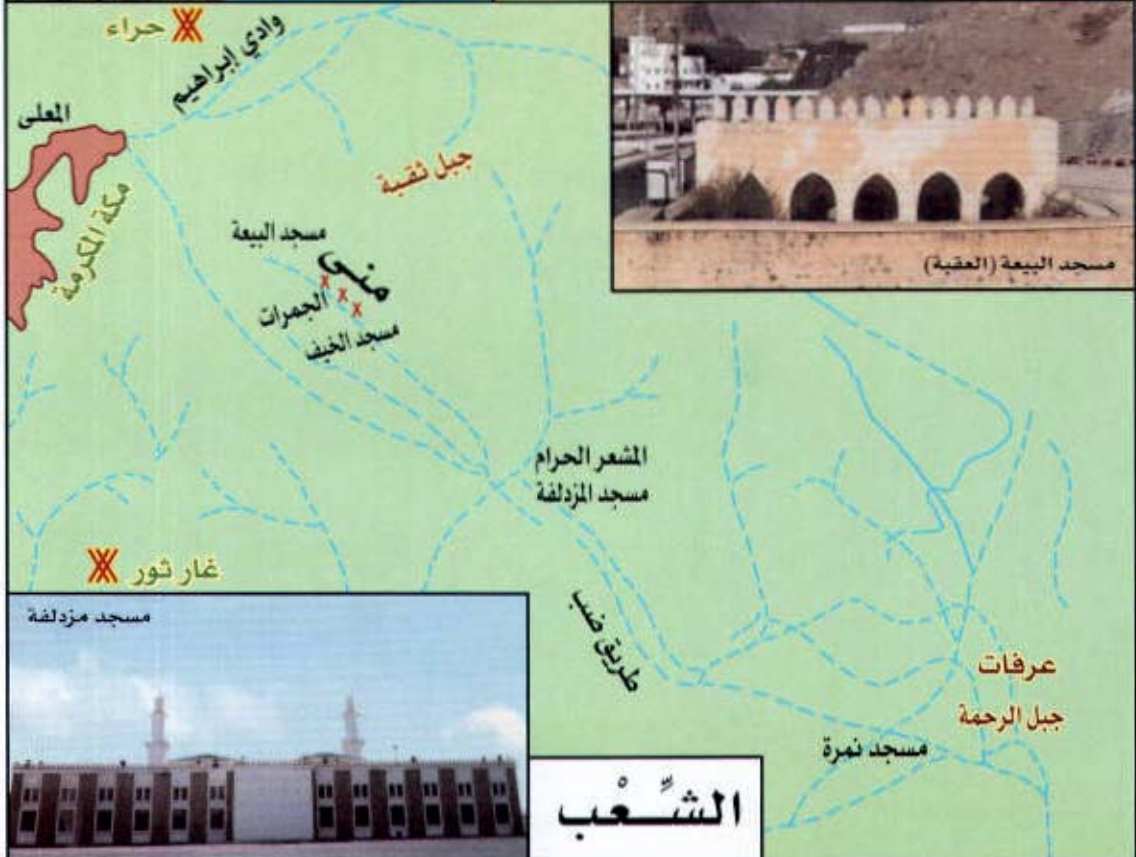 حراء
وادي إبراهيم
المعلى
مكة المكرمة
جبل ثقبة
مسجد البيعة
منى
الجمرات
مسجد الخيف
مسجد البيعة (العقبة)
المشعر الحرام
مسجد المزدلفة
غار ثور
مسجد مزدلفة
طريق ضب
عرفات
جبل الرحمة
مسجد نمرة
الشِّعْب